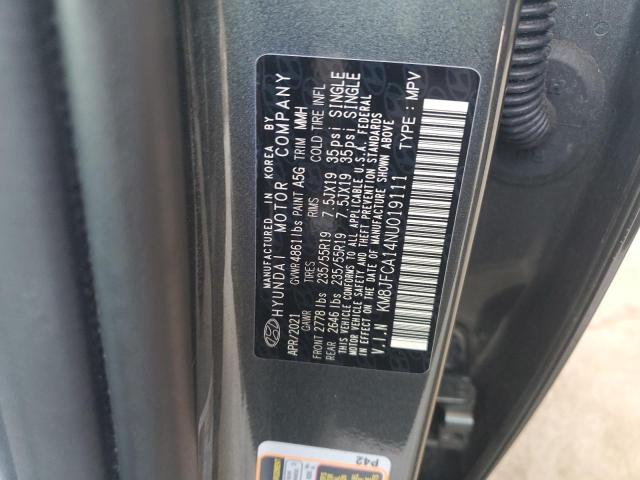 MANUFACTURED IN KOREA BY
HYUNDAI MOTOR COMPANY
APR/2021 GVWR 4861 lbs PAINT A5G TRIM MMH
GAWR TIRES RIMS COLD TIRE INFL
FRONT 2778 lbs 235/55R19 7.5JX19 35psi SINGLE
REAR 2646 lbs 235/55R19 7.5JX19 35psi SINGLE
THIS VEHICLE CONFORMS TO ALL APPLICABLE U.S.A. FEDERAL
MOTOR VEHICLE SAFETY AND THEFT PREVENTION STANDARDS
IN EFFECT ON THE DATE OF MANUFACTURE SHOWN ABOVE
V.I.N KM8JFCA14NU019111 TYPE : MPV
P42